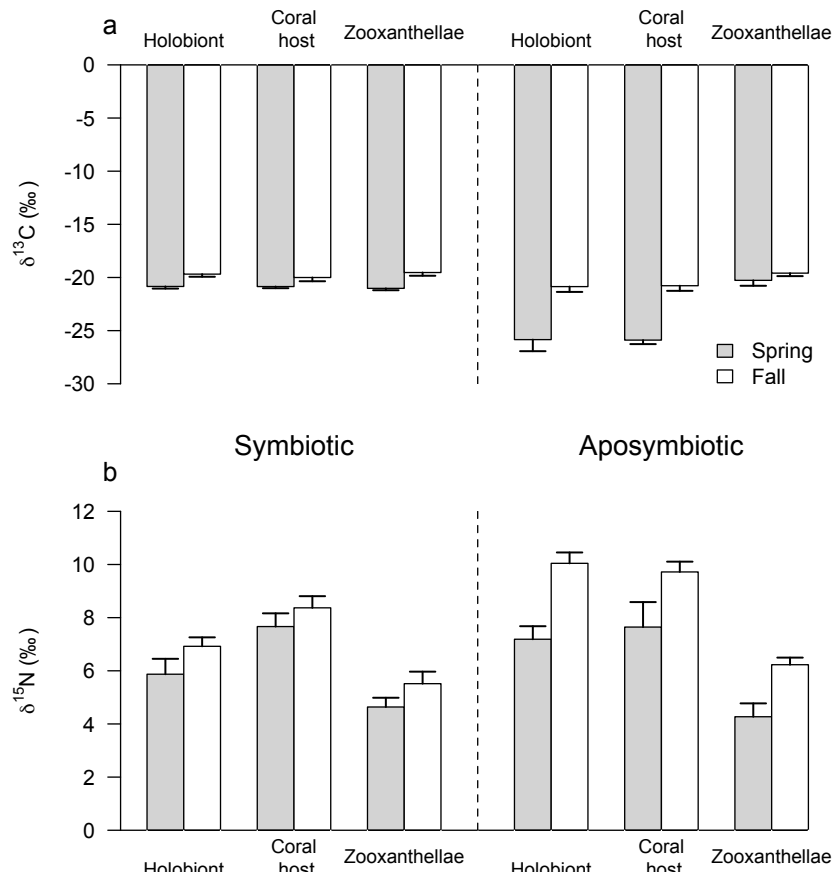 a
Holobiont Coral host Zooxanthellae Holobiont Coral host Zooxanthellae
0
-5
-10
-15
-20
-25
-30
δ13C (‰)
Spring
Fall
Symbiotic Aposymbiotic
b
12
10
8
6
4
2
0
δ15N (‰)
Holobiont Coral host Zooxanthellae Holobiont Coral host Zooxanthellae